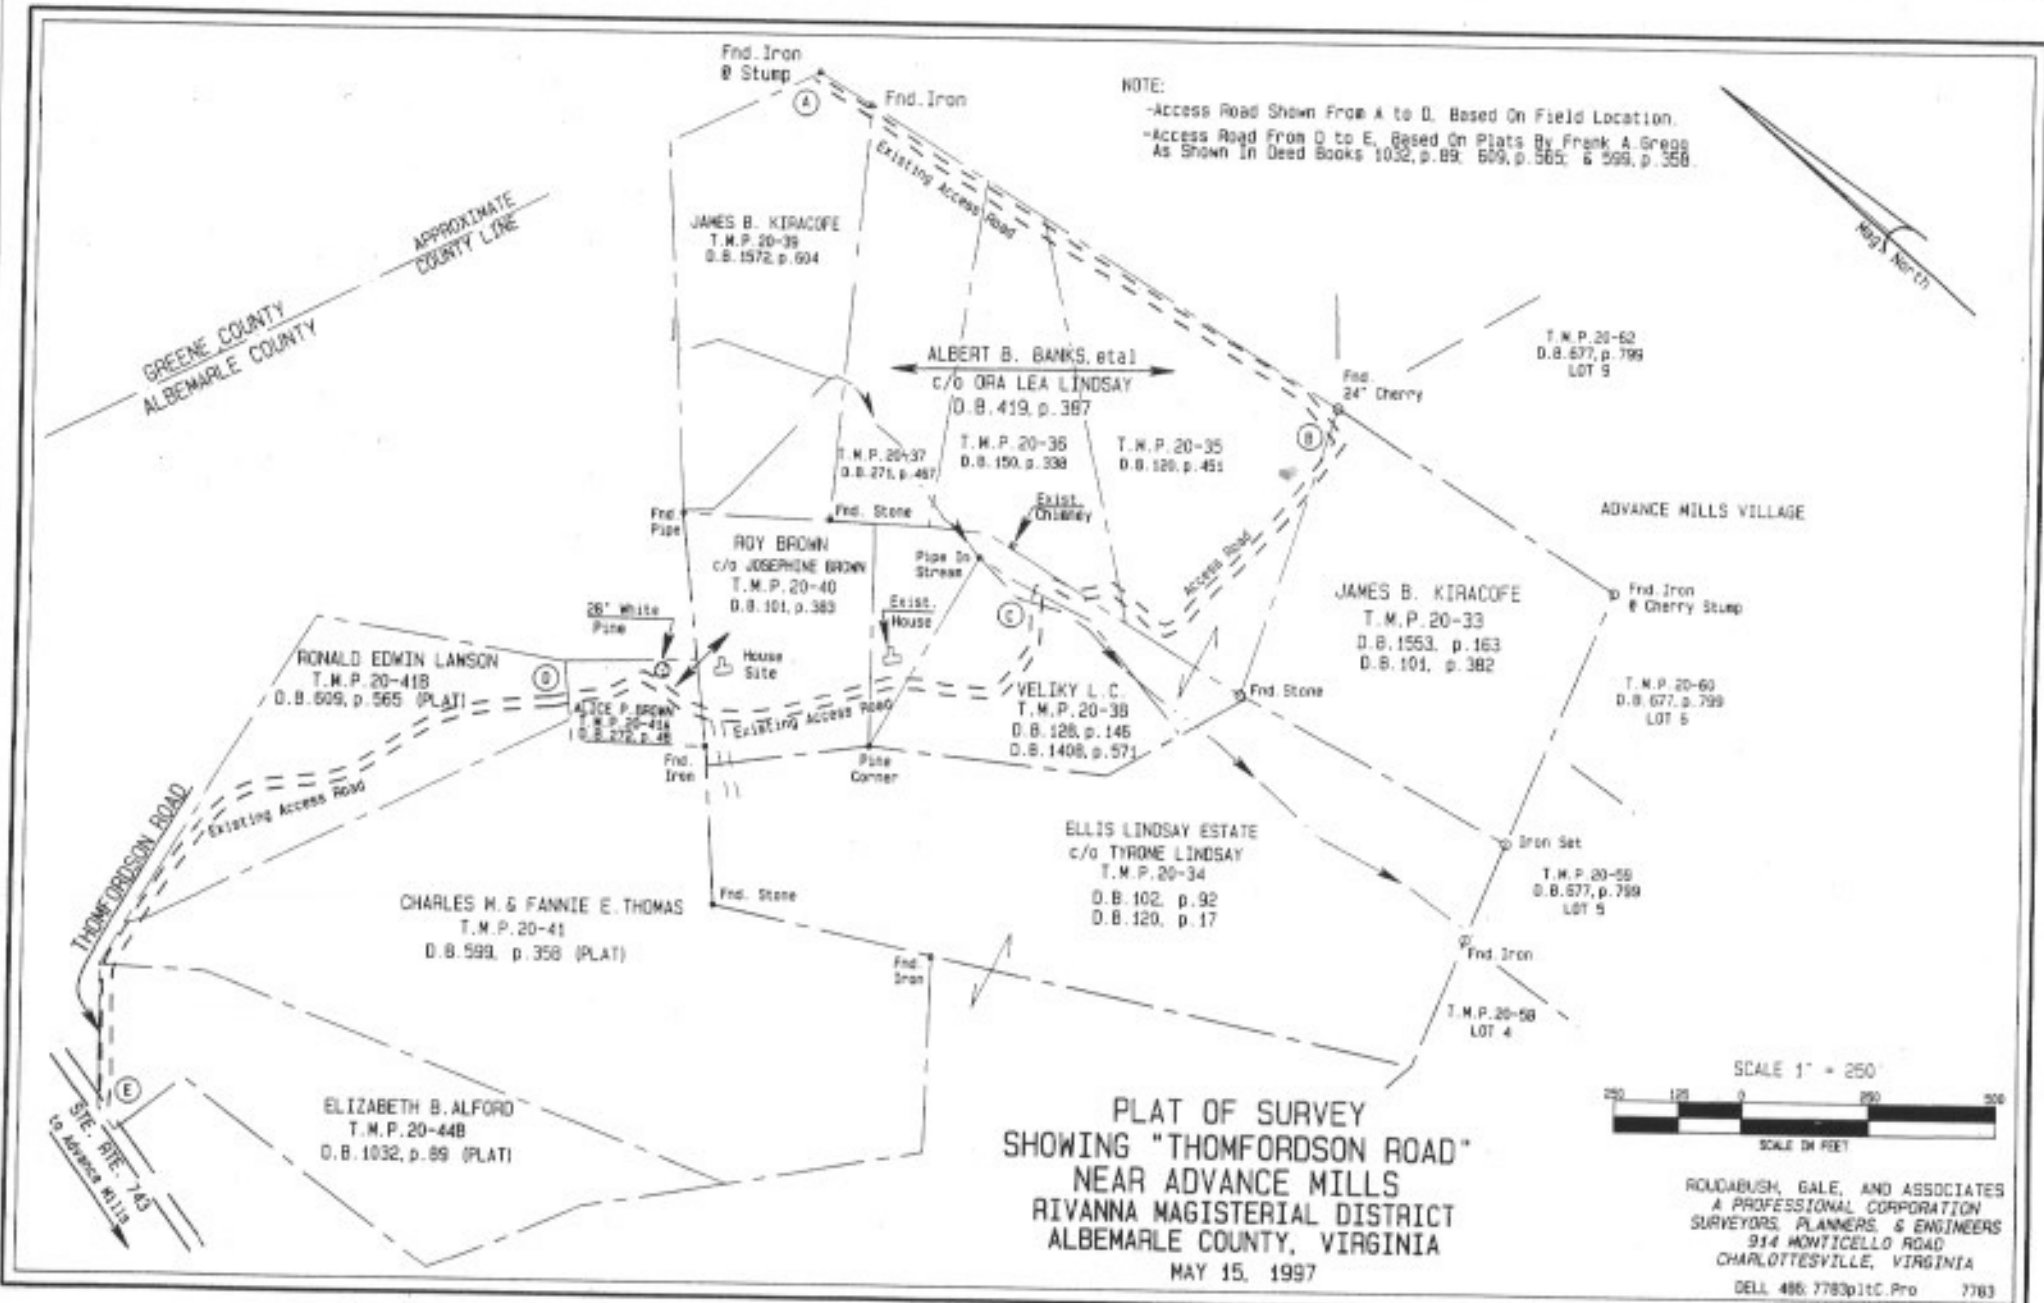 Fnd. Iron
@ Stump
A
Fnd. Iron
NOTE:
-Access Road Shown From A to D, Based On Field Location.
-Access Road From D to E, Based On Plats By Frank A. Gregg
As Shown In Deed Books 1032, p.89; 609, p.565; & 599, p.358.
Mag. North
Existing Access Road
APPROXIMATE
COUNTY LINE
GREENE COUNTY
ALBEMARLE COUNTY
JAMES B. KIRACOFE
T.M.P. 20-39
D.B. 1572, p.604
ALBERT B. BANKS, etal
c/o ORA LEA LINDSAY
D.B. 419, p.387
T.M.P. 20-37
D.B. 271, p.467
T.M.P. 20-36
D.B. 150, p.338
T.M.P. 20-35
D.B. 120, p.451
Fnd.
24" Cherry
B
T.M.P. 20-62
D.B. 677, p.799
LOT 9
ADVANCE MILLS VILLAGE
Fnd.
Pipe
Fnd. Stone
Exist.
Chimney
Pipe In
Stream
C
Access Road
ROY BROWN
c/o JOSEPHINE BROWN
T.M.P. 20-40
D.B. 101, p.383
Exist.
House
House
Site
White
Pine
JAMES B. KIRACOFE
T.M.P. 20-33
D.B. 1553, p.163
D.B. 101, p.382
Fnd. Iron
@ Cherry Stump
T.M.P. 20-60
D.B. 677, p.799
LOT 6
Fnd. Stone
RONALD EDWIN LAWSON
T.M.P. 20-41B
D.B. 609, p.565 (PLAT)
D
ALICE P. BROWN
T.M.P. 20-41A
D.B. 272, p.
Existing Access Road
VELIKY L.C.
T.M.P. 20-38
D.B. 128, p.146
D.B. 1408, p.571
Fnd.
Iron
Pine
Corner
Existing Access Road
THOMFORDSON ROAD
Iron Set
T.M.P. 20-59
D.B. 677, p.799
LOT 5
ELLIS LINDSAY ESTATE
c/o TYRONE LINDSAY
T.M.P. 20-34
D.B. 102, p.92
D.B. 120, p.17
Fnd. Stone
CHARLES M. & FANNIE E. THOMAS
T.M.P. 20-41
D.B. 599, p.358 (PLAT)
Fnd.
Iron
Fnd. Iron
T.M.P. 20-58
LOT 4
E
STE. RTE. 743
to Advance Mills
ELIZABETH B. ALFORD
T.M.P. 20-44B
D.B. 1032, p.89 (PLAT)
PLAT OF SURVEY
SHOWING "THOMFORDSON ROAD"
NEAR ADVANCE MILLS
RIVANNA MAGISTERIAL DISTRICT
ALBEMARLE COUNTY, VIRGINIA
MAY 15, 1997
SCALE 1" = 250'
250 125 0 250 500
SCALE IN FEET
ROUDABUSH, GALE, AND ASSOCIATES
A PROFESSIONAL CORPORATION
SURVEYORS, PLANNERS, & ENGINEERS
914 MONTICELLO ROAD
CHARLOTTESVILLE, VIRGINIA
DELL 486: 7783pltC.Pro 7783